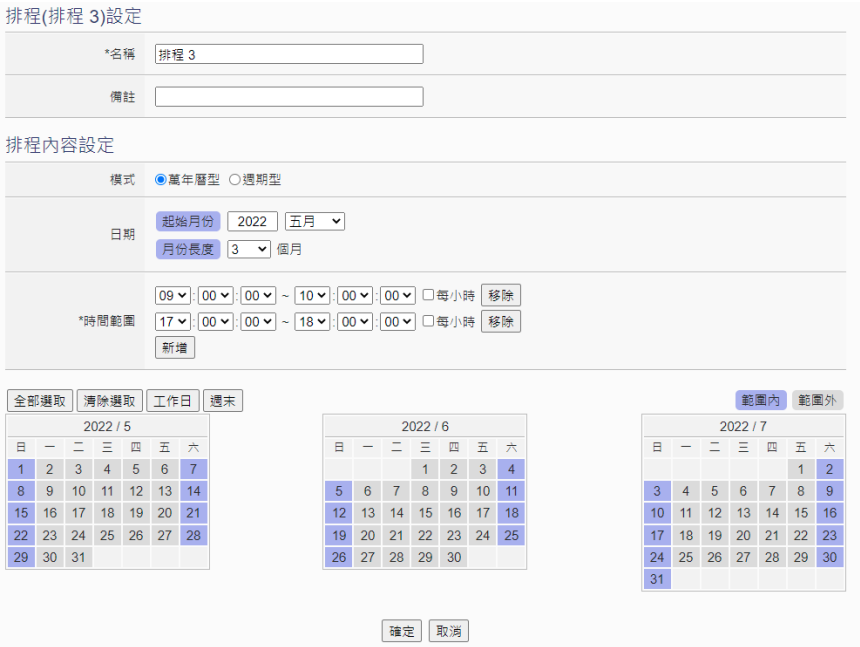 排程(排程 3)設定
*名稱 排程 3
備註
排程內容設定
模式 萬年曆型 週期型
日期 起始月份 2022 五月
月份長度 3 個月
*時間範圍 09 : 00 : 00 ~ 10 : 00 : 00 每小時 移除
17 : 00 : 00 ~ 18 : 00 : 00 每小時 移除
新增
全部選取 清除選取 工作日 週末 範圍內 範圍外
2022 / 5
日 一 二 三 四 五 六
1 2 3 4 5 6 7
8 9 10 11 12 13 14
15 16 17 18 19 20 21
22 23 24 25 26 27 28
29 30 31
2022 / 6
日 一 二 三 四 五 六
1 2 3 4
5 6 7 8 9 10 11
12 13 14 15 16 17 18
19 20 21 22 23 24 25
26 27 28 29 30
2022 / 7
日 一 二 三 四 五 六
1 2
3 4 5 6 7 8 9
10 11 12 13 14 15 16
17 18 19 20 21 22 23
24 25 26 27 28 29 30
31
確定 取消